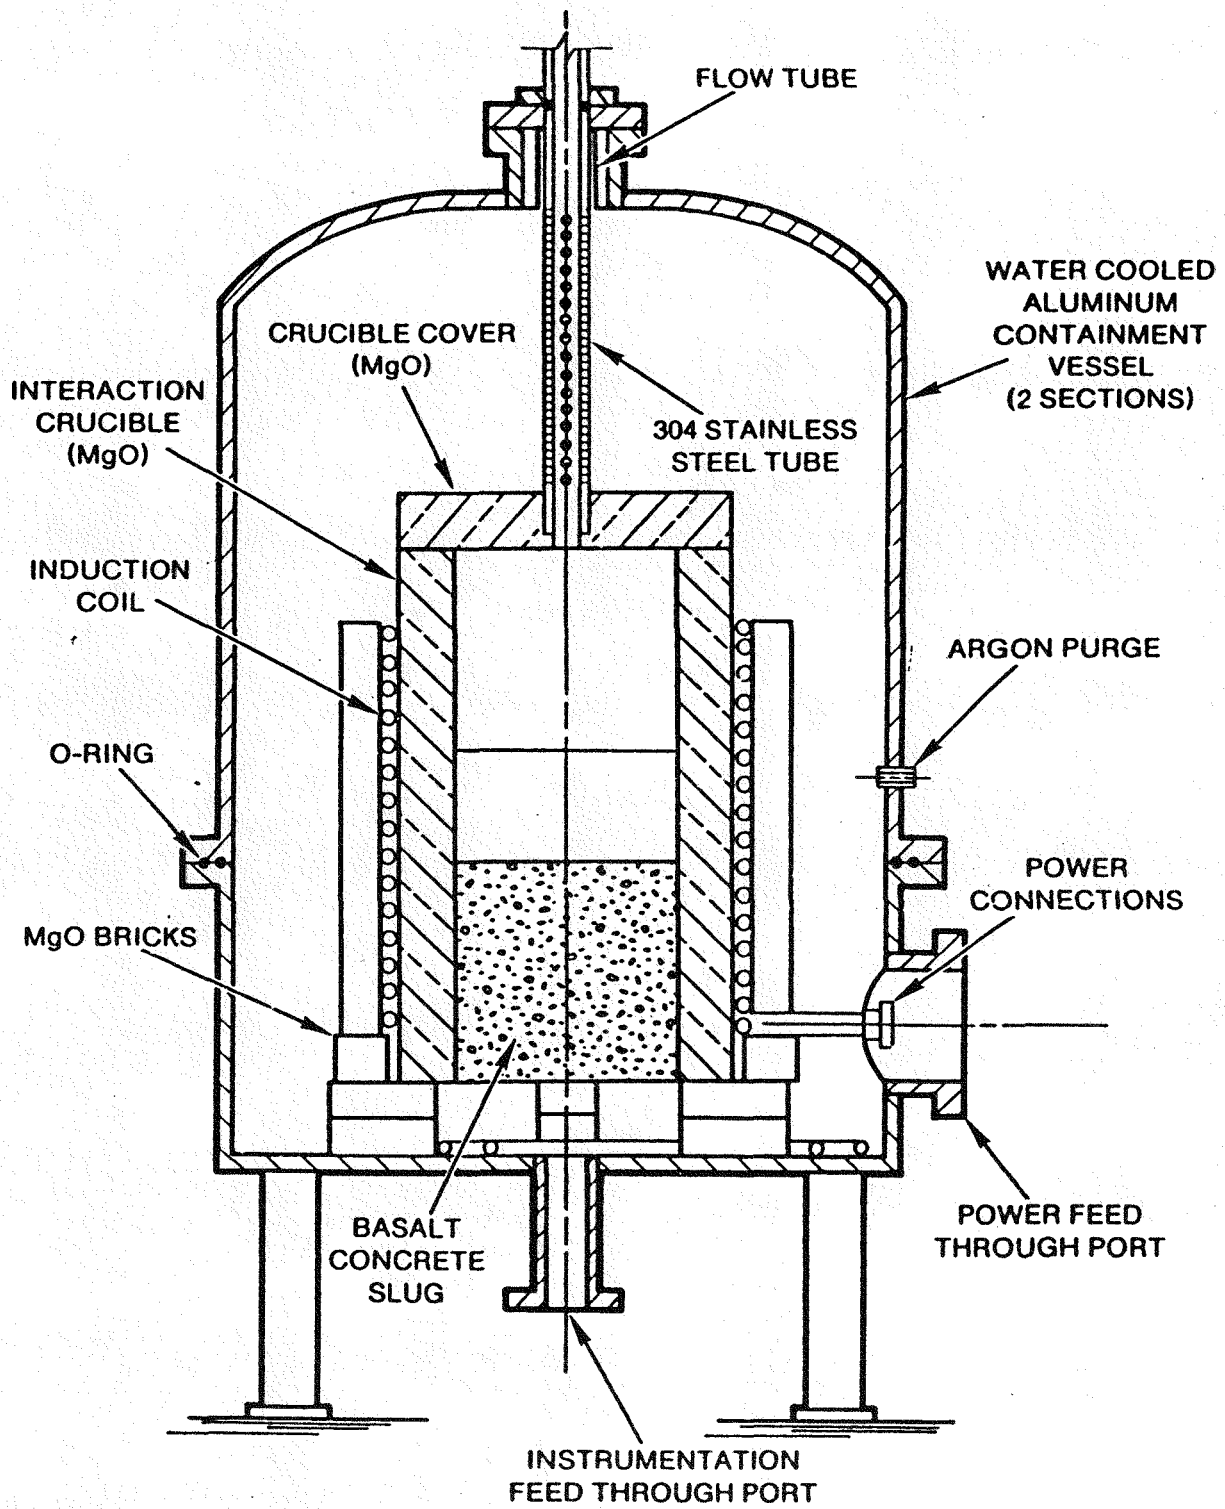 FLOW TUBE
WATER COOLED
ALUMINUM
CONTAINMENT
VESSEL
(2 SECTIONS)
CRUCIBLE COVER
(MgO)
INTERACTION
CRUCIBLE
(MgO)
304 STAINLESS
STEEL TUBE
INDUCTION
COIL
ARGON PURGE
O-RING
POWER
CONNECTIONS
MgO BRICKS
BASALT
CONCRETE
SLUG
POWER FEED
THROUGH PORT
INSTRUMENTATION
FEED THROUGH PORT